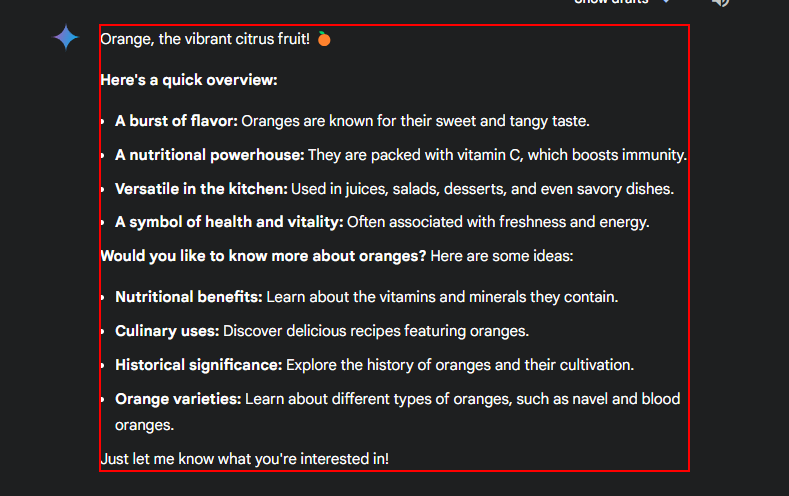 Show drafts
Orange, the vibrant citrus fruit! 🍊
Here's a quick overview:
• A burst of flavor: Oranges are known for their sweet and tangy taste.
• A nutritional powerhouse: They are packed with vitamin C, which boosts immunity.
• Versatile in the kitchen: Used in juices, salads, desserts, and even savory dishes.
• A symbol of health and vitality: Often associated with freshness and energy.
Would you like to know more about oranges? Here are some ideas:
• Nutritional benefits: Learn about the vitamins and minerals they contain.
• Culinary uses: Discover delicious recipes featuring oranges.
• Historical significance: Explore the history of oranges and their cultivation.
• Orange varieties: Learn about different types of oranges, such as navel and blood
oranges.
Just let me know what you're interested in!